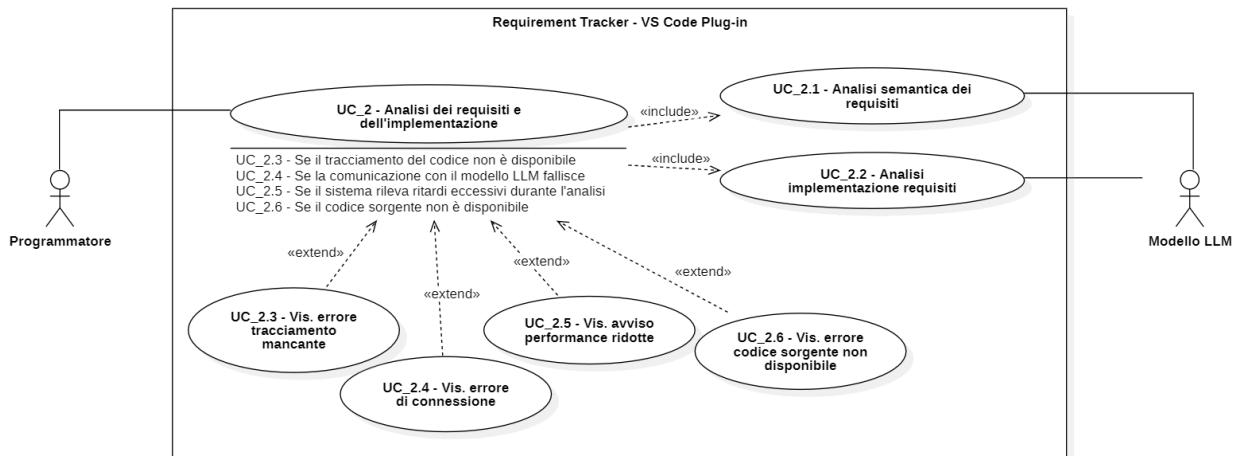 Requirement Tracker - VS Code Plug-in
UC_2 - Analisi dei requisiti e
dell'implementazione
UC_2.3 - Se il tracciamento del codice non è disponibile
UC_2.4 - Se la comunicazione con il modello LLM fallisce
UC_2.5 - Se il sistema rileva ritardi eccessivi durante l'analisi
UC_2.6 - Se il codice sorgente non è disponibile
«include»
«include»
UC_2.1 - Analisi semantica dei
requisiti
UC_2.2 - Analisi
implementazione requisiti
Programmatore
Modello LLM
«extend»
«extend»
«extend»
«extend»
UC_2.3 - Vis. errore
tracciamento
mancante
UC_2.4 - Vis. errore
di connessione
UC_2.5 - Vis. avviso
performance ridotte
UC_2.6 - Vis. errore
codice sorgente non
disponibile